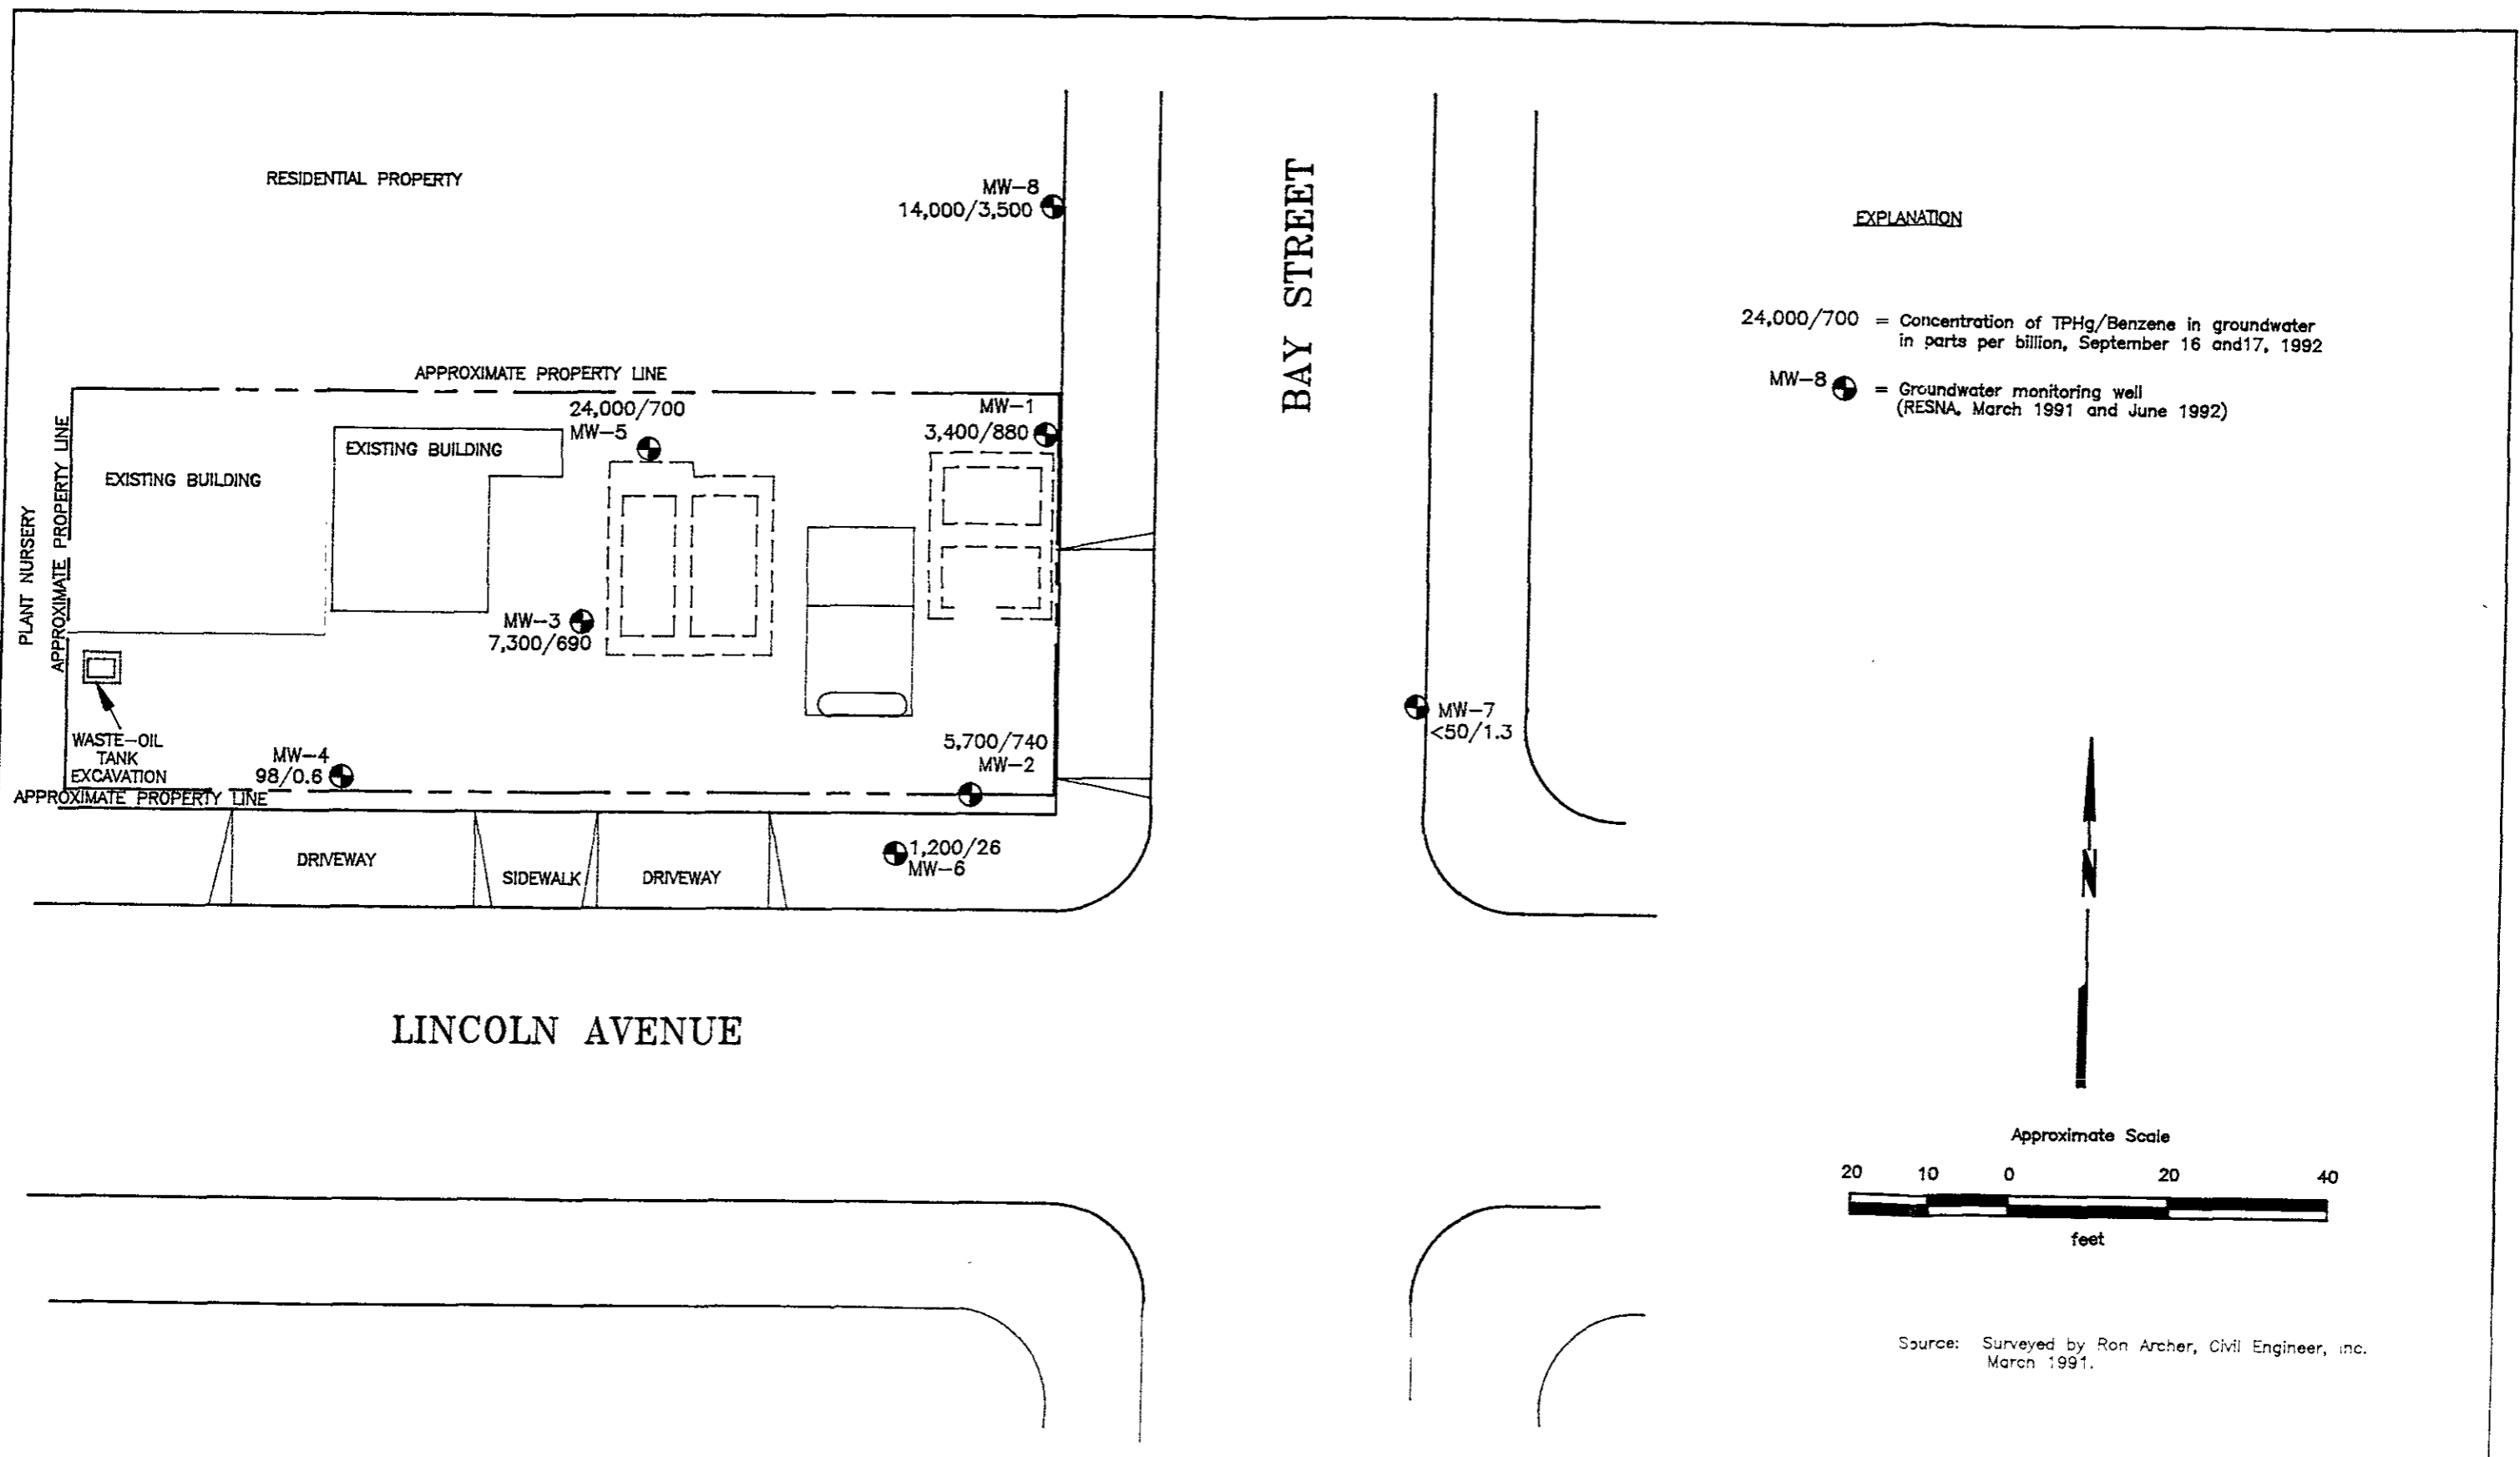 RESIDENTIAL PROPERTY
MW-8
14,000/3,500
BAY STREET
EXPLANATION
24,000/700 = Concentration of TPHg/Benzene in groundwater
in parts per billion, September 16 and17, 1992
MW-8 = Groundwater monitoring well
(RESNA, March 1991 and June 1992)
APPROXIMATE PROPERTY LINE
24,000/700
MW-5
MW-1
3,400/880
EXISTING BUILDING
EXISTING BUILDING
PLANT NURSERY
APPROXIMATE PROPERTY LINE
MW-3
7,300/690
WASTE-OIL
TANK
EXCAVATION
MW-4
98/0.6
5,700/740
MW-2
MW-7
<50/1.3
APPROXIMATE PROPERTY LINE
DRIVEWAY
SIDEWALK
DRIVEWAY
1,200/26
MW-6
N
LINCOLN AVENUE
Approximate Scale
20 10 0 20 40
feet
Source: Surveyed by Ron Archer, Civil Engineer, Inc.
March 1991.